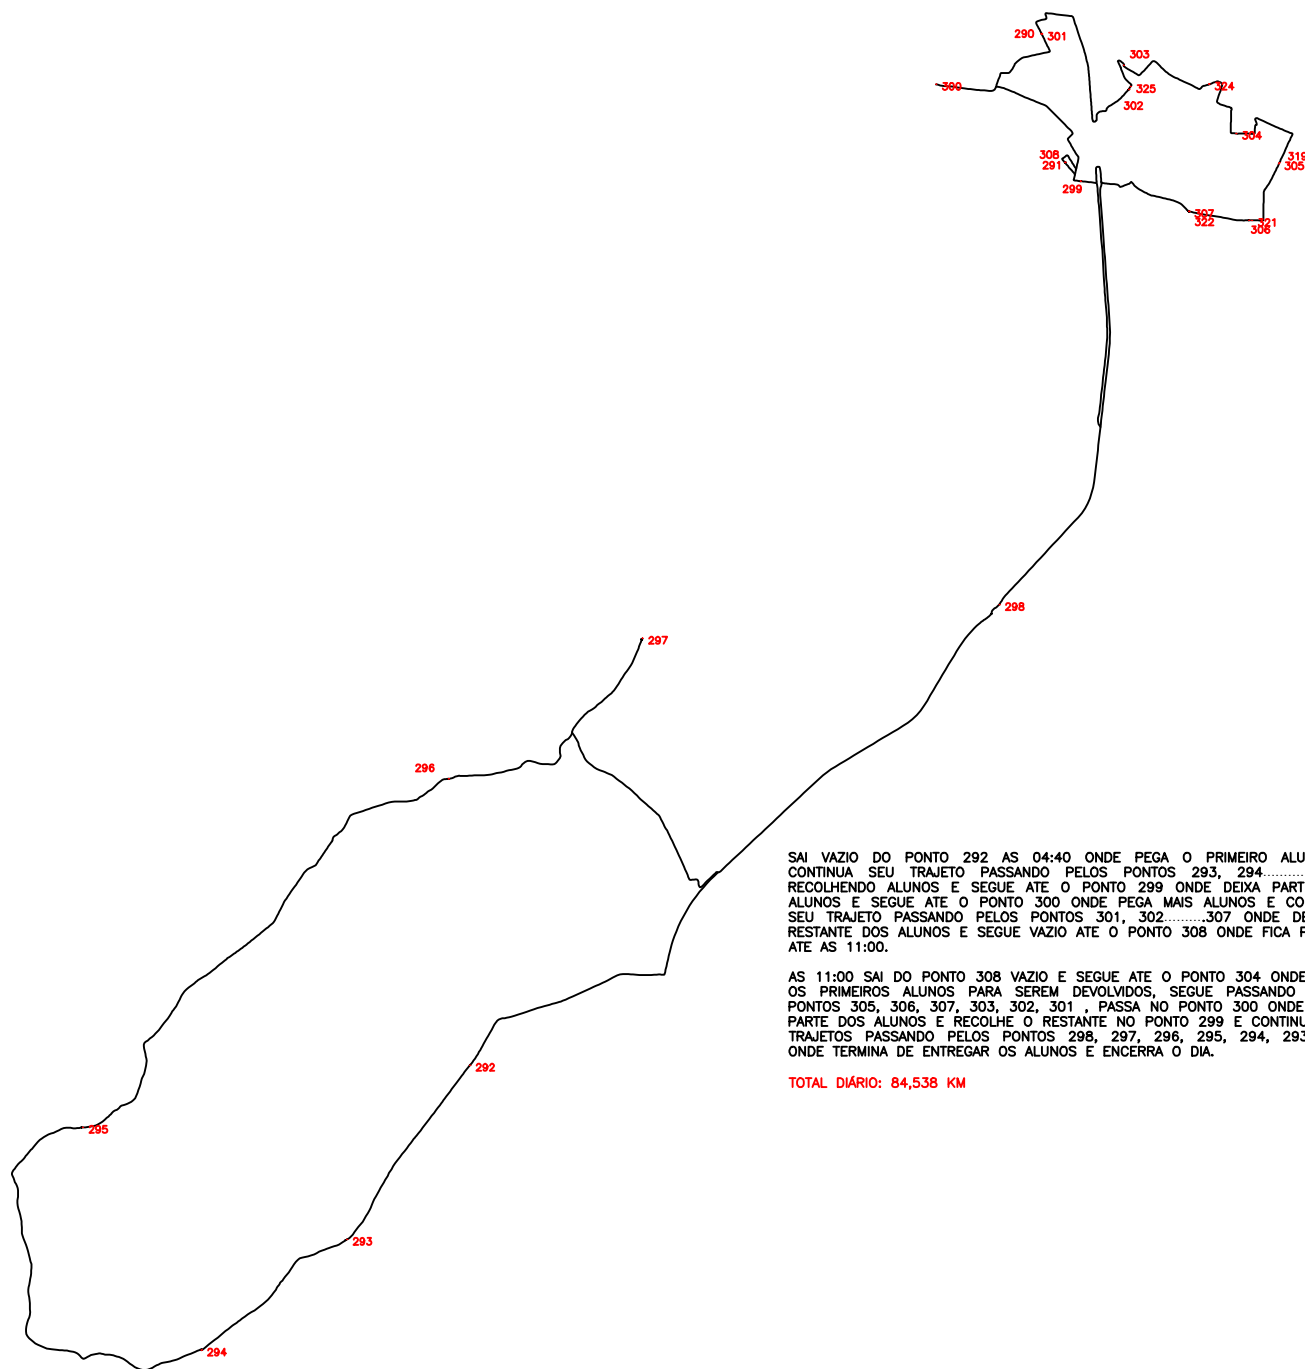 290
301
303
300
325
324
302
304
308
291
319
305
299
307
322
321
306
298
297
296
SAI VAZIO DO PONTO 292 AS 04:40 ONDE PEGA O PRIMEIRO ALU
CONTINUA SEU TRAJETO PASSANDO PELOS PONTOS 293, 294..........
RECOLHENDO ALUNOS E SEGUE ATE O PONTO 299 ONDE DEIXA PART
ALUNOS E SEGUE ATE O PONTO 300 ONDE PEGA MAIS ALUNOS E CO
SEU TRAJETO PASSANDO PELOS PONTOS 301, 302..........307 ONDE DE
RESTANTE DOS ALUNOS E SEGUE VAZIO ATE O PONTO 308 ONDE FICA F
ATE AS 11:00.
AS 11:00 SAI DO PONTO 308 VAZIO E SEGUE ATE O PONTO 304 ONDE
OS PRIMEIROS ALUNOS PARA SEREM DEVOLVIDOS, SEGUE PASSANDO
PONTOS 305, 306, 307, 303, 302, 301 , PASSA NO PONTO 300 ONDE
PARTE DOS ALUNOS E RECOLHE O RESTANTE NO PONTO 299 E CONTINU
TRAJETOS PASSANDO PELOS PONTOS 298, 297, 296, 295, 294, 293
ONDE TERMINA DE ENTREGAR OS ALUNOS E ENCERRA O DIA.
TOTAL DIÁRIO: 84,538 KM
292
295
293
294